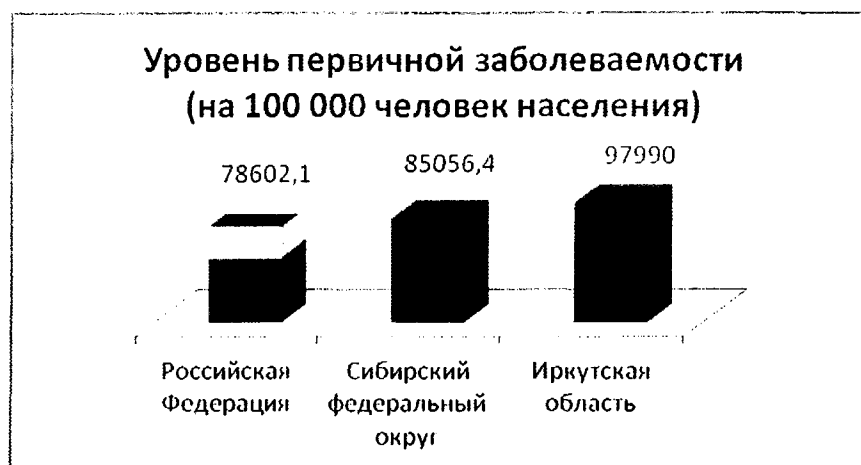 Уровень первичной заболеваемости
(на 100 000 человек населения)
78602,1
85056,4
97990
Российская
Федерация
Сибирский
федеральный
округ
Иркутская
область